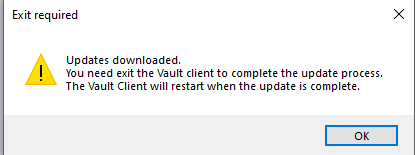 Exit required
Updates downloaded.
You need exit the Vault client to complete the update process.
The Vault Client will restart when the update is complete.
OK